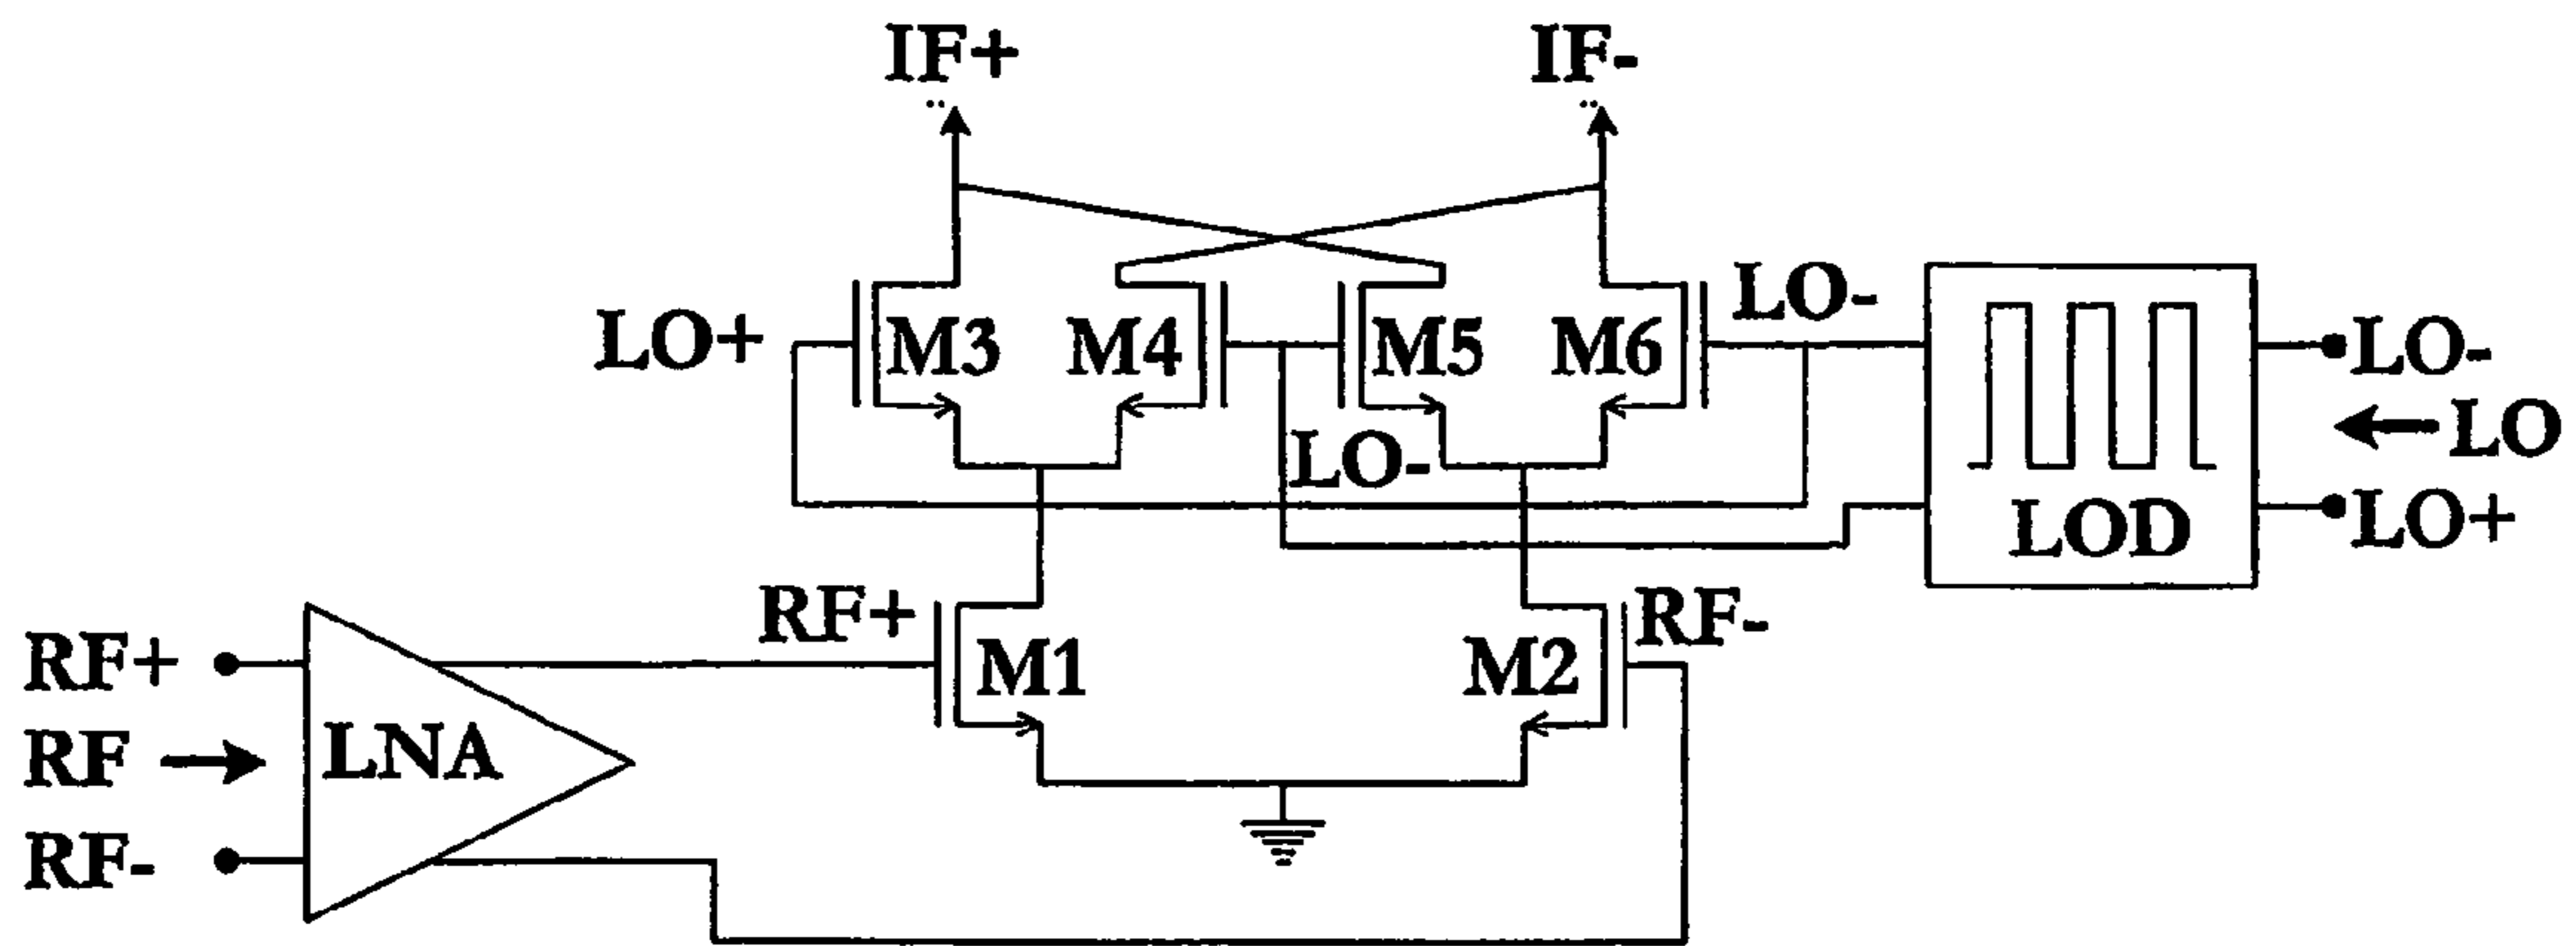 IF+ IF-
LO+ M3 M4 M5 M6 LO- LO-
LO- LO
LOD LO+
RF+ RF-
RF+ M1 M2
RF LNA
RF-